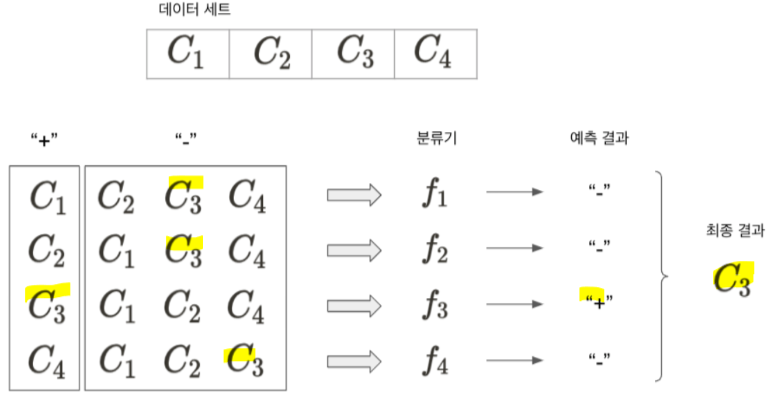 데이터 세트
C₁ C₂ C₃ C₄
“+” “-” 분류기 예측 결과
C₁ C₂ C₃ C₄ f₁ “-”
C₂ C₁ C₃ C₄ f₂ “-”
최종 결과
C₃
C₃ C₁ C₂ C₄ f₃ “+”
C₄ C₁ C₂ C₃ f₄ “-”